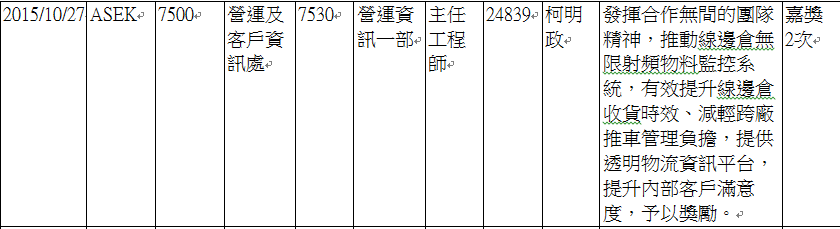 2015/10/27
ASEK
7500
營運及
客戶資
訊處
7530
營運資
訊一部
主任
工程
師
24839
柯明
政
發揮合作無間的團隊
精神，推動線邊倉無
限射頻物料監控系
統，有效提升線邊倉
收貨時效、減輕跨廠
推車管理負擔，提供
透明物流資訊平台，
提升內部客戶滿意
度，予以獎勵。
嘉獎
2次